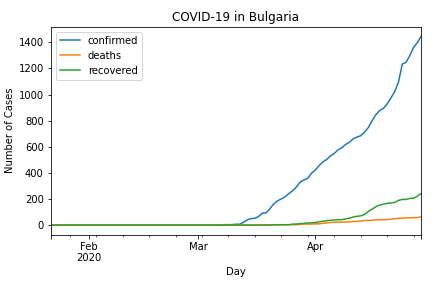 COVID-19 in Bulgaria
confirmed
deaths
recovered
Number of Cases
1400
1200
1000
800
600
400
200
0
Feb
2020
Mar
Apr
Day